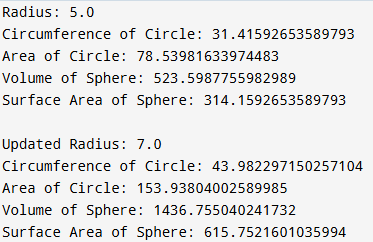 Radius: 5.0
Circumference of Circle: 31.41592653589793
Area of Circle: 78.53981633974483
Volume of Sphere: 523.5987755982989
Surface Area of Sphere: 314.1592653589793

Updated Radius: 7.0
Circumference of Circle: 43.982297150257104
Area of Circle: 153.93804002589985
Volume of Sphere: 1436.755040241732
Surface Area of Sphere: 615.7521601035994